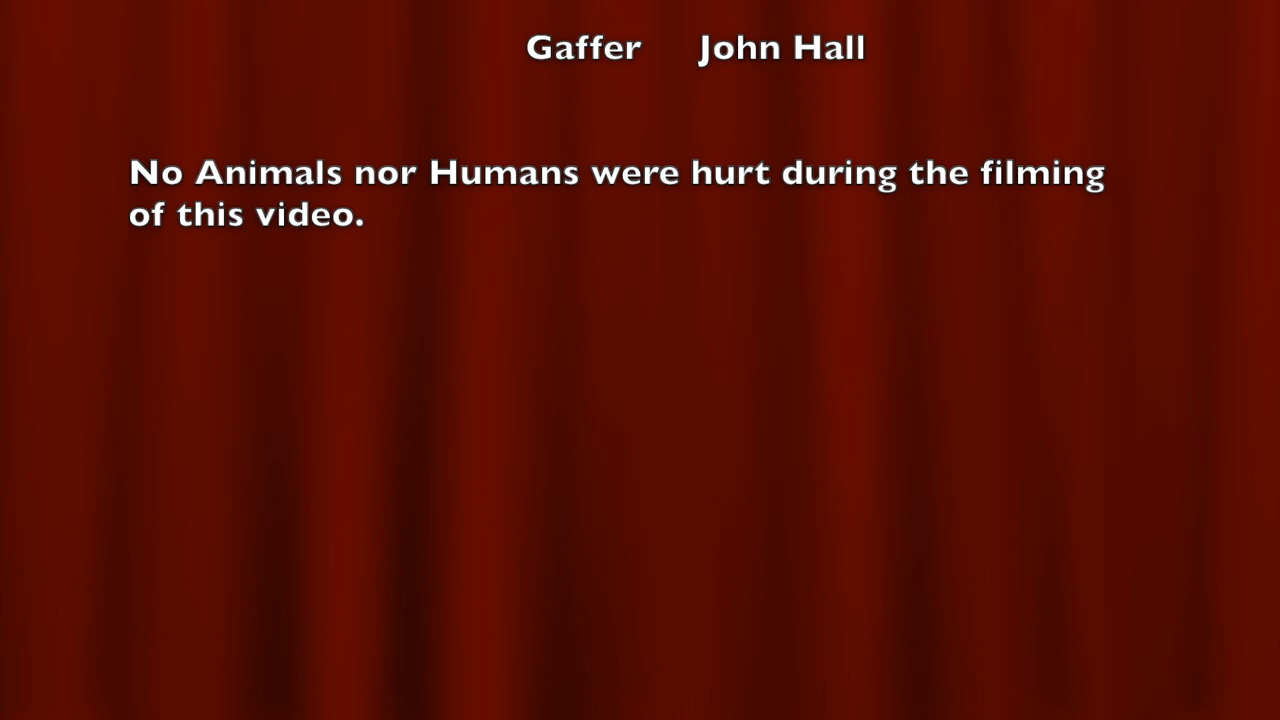 Gaffer John Hall
No Animals nor Humans were hurt during the filming
of this video.